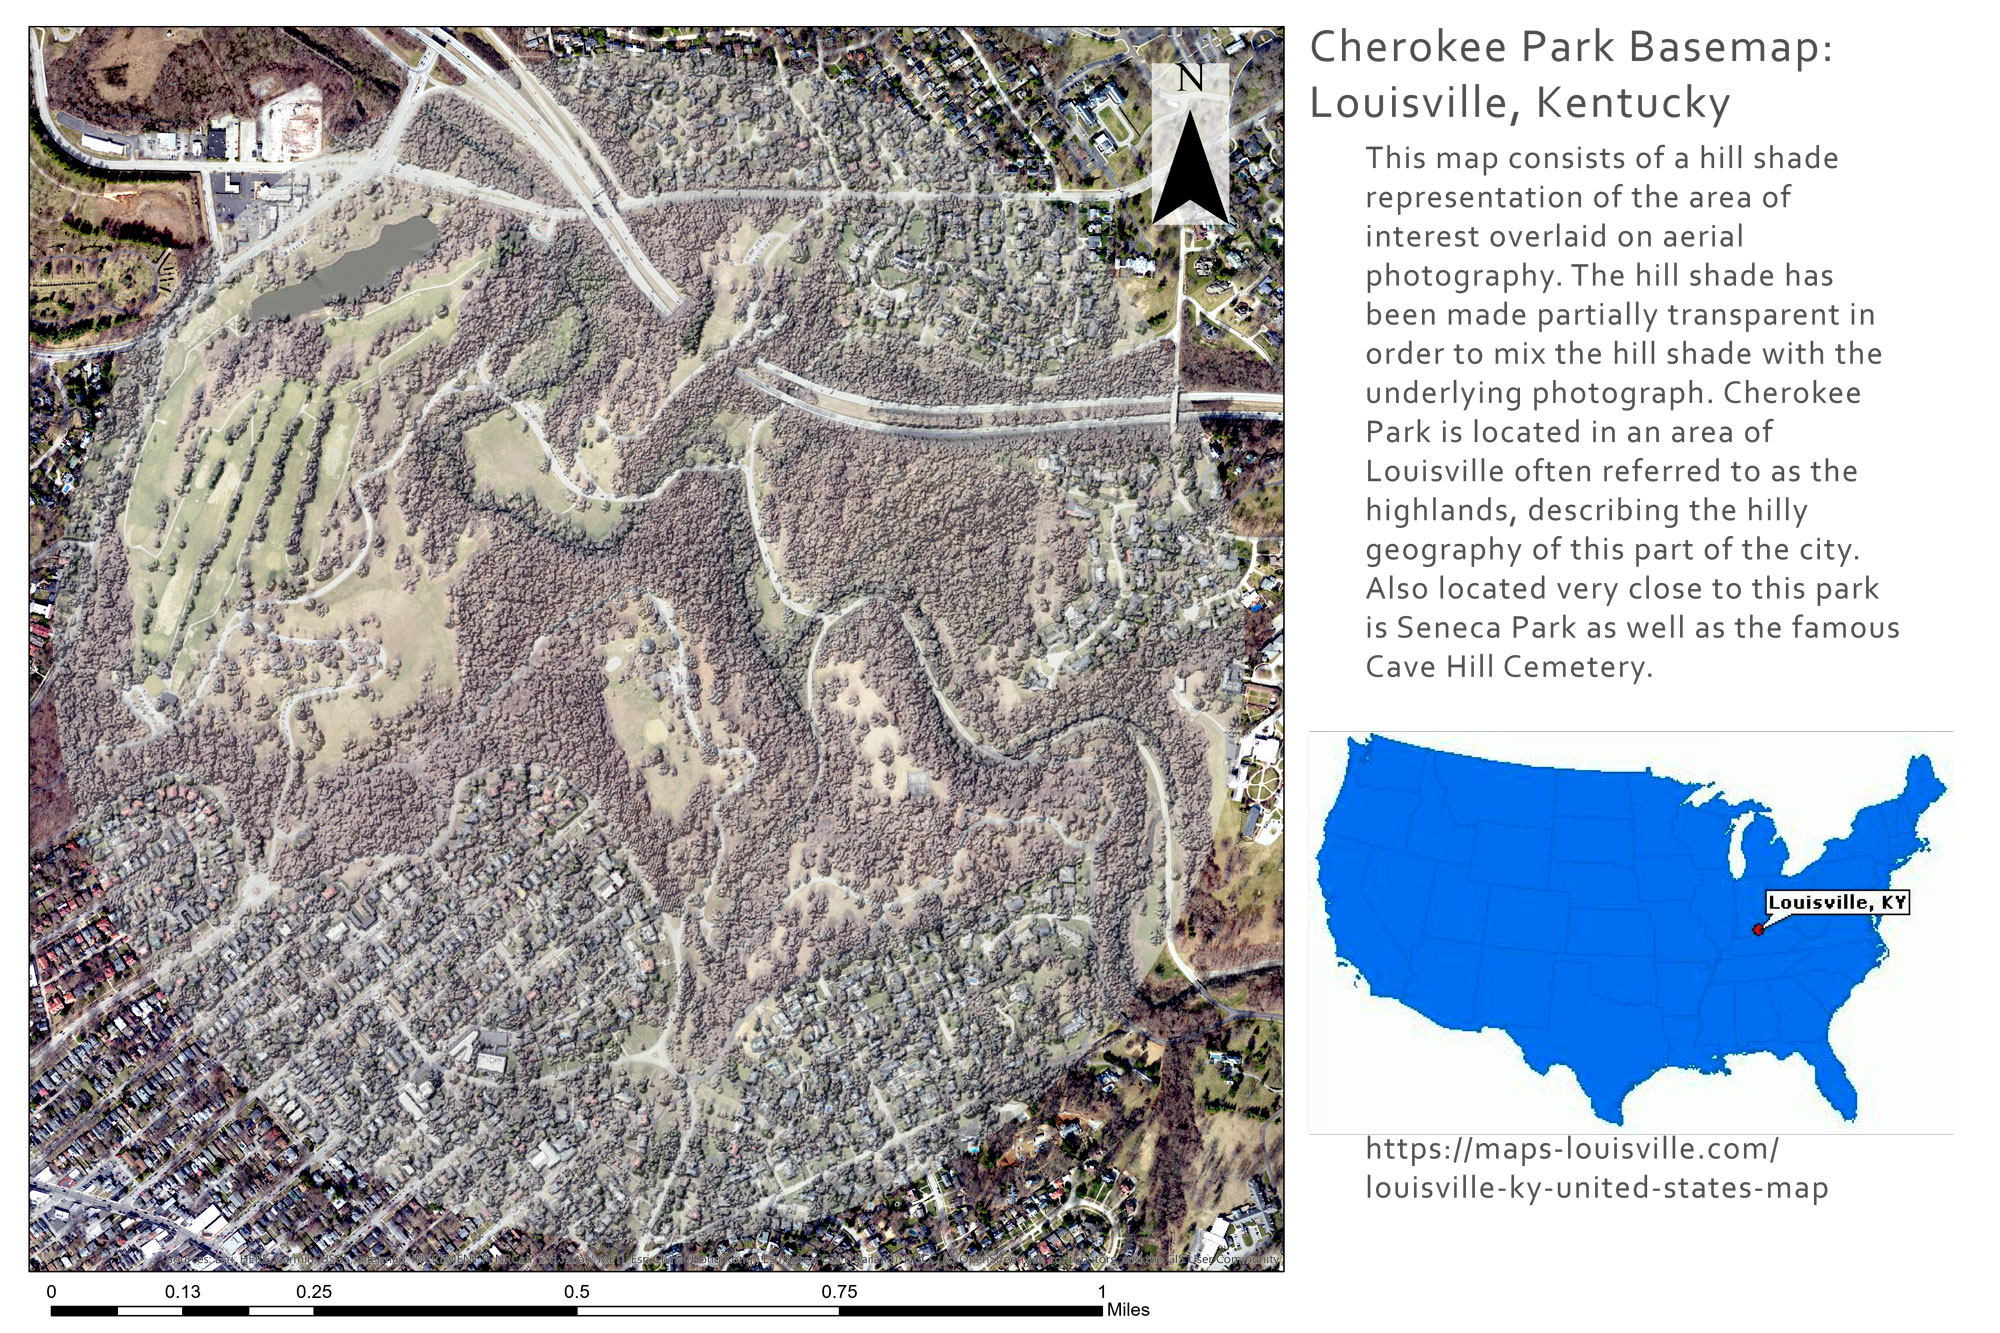 Cherokee Park Basemap:
Louisville, Kentucky
This map consists of a hill shade
representation of the area of
interest overlaid on aerial
photography. The hill shade has
been made partially transparent in
order to mix the hill shade with the
underlying photograph. Cherokee
Park is located in an area of
Louisville often referred to as the
highlands, describing the hilly
geography of this part of the city.
Also located very close to this park
is Seneca Park as well as the famous
Cave Hill Cemetery.
N
Louisville, KY
https://maps-louisville.com/
louisville-ky-united-states-map
User Community
0 0.13 0.25 0.5 0.75 1
Miles